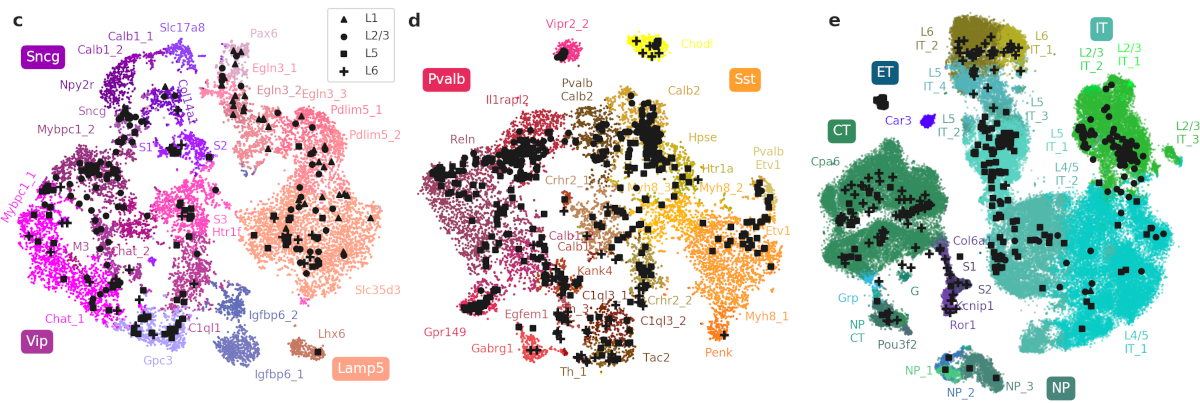 c
Sncg
Calb1_2
Calb1_1
Slc17a8
Pax6
L1
L2/3
L5
L6
Npy2r
Sncg
Mybpc1_2
Col14a1
Egln3_1
Egln3_2
Egln3_3
Pdlim5_1
Pdlim5_2
S1
S2
Mybpc1_1
S3
Htr1f
M3
Chat_2
Chat_1
Vip
C1ql1
Gpc3
Igfbp6_2
Igfbp6_1
Slc35d3
Lhx6
Lamp5
d
Vipr2_2
Chodl
Pvalb
Sst
Pvalb
Calb2
Calb2
Il1rapl2
Reln
Hpse
Htr1a
Pvalb
Etv1
Crhr2_1
Myh8_3
Myh8_2
Etv1
Calb1
Kank4
C1ql3_1
Crhr2_2
Gpr149
Egfem1
C1ql3_2
Myh8_1
Gabrg1
Th_1
Tac2
Penk
e
L6
IT_2
L6
IT_1
IT
L2/3
IT_2
L2/3
IT_1
ET
L5
IT_4
Car3
L5
IT_2
L5
IT_3
L2/3
IT_3
CT
L5
IT_1
Cpa6
L4/5
IT_2
Col6a
S1
Grp
G
S2
Kcnip1
Ror1
NP
CT
Pou3f2
L4/5
IT_1
NP_1
NP_2
NP_3
NP